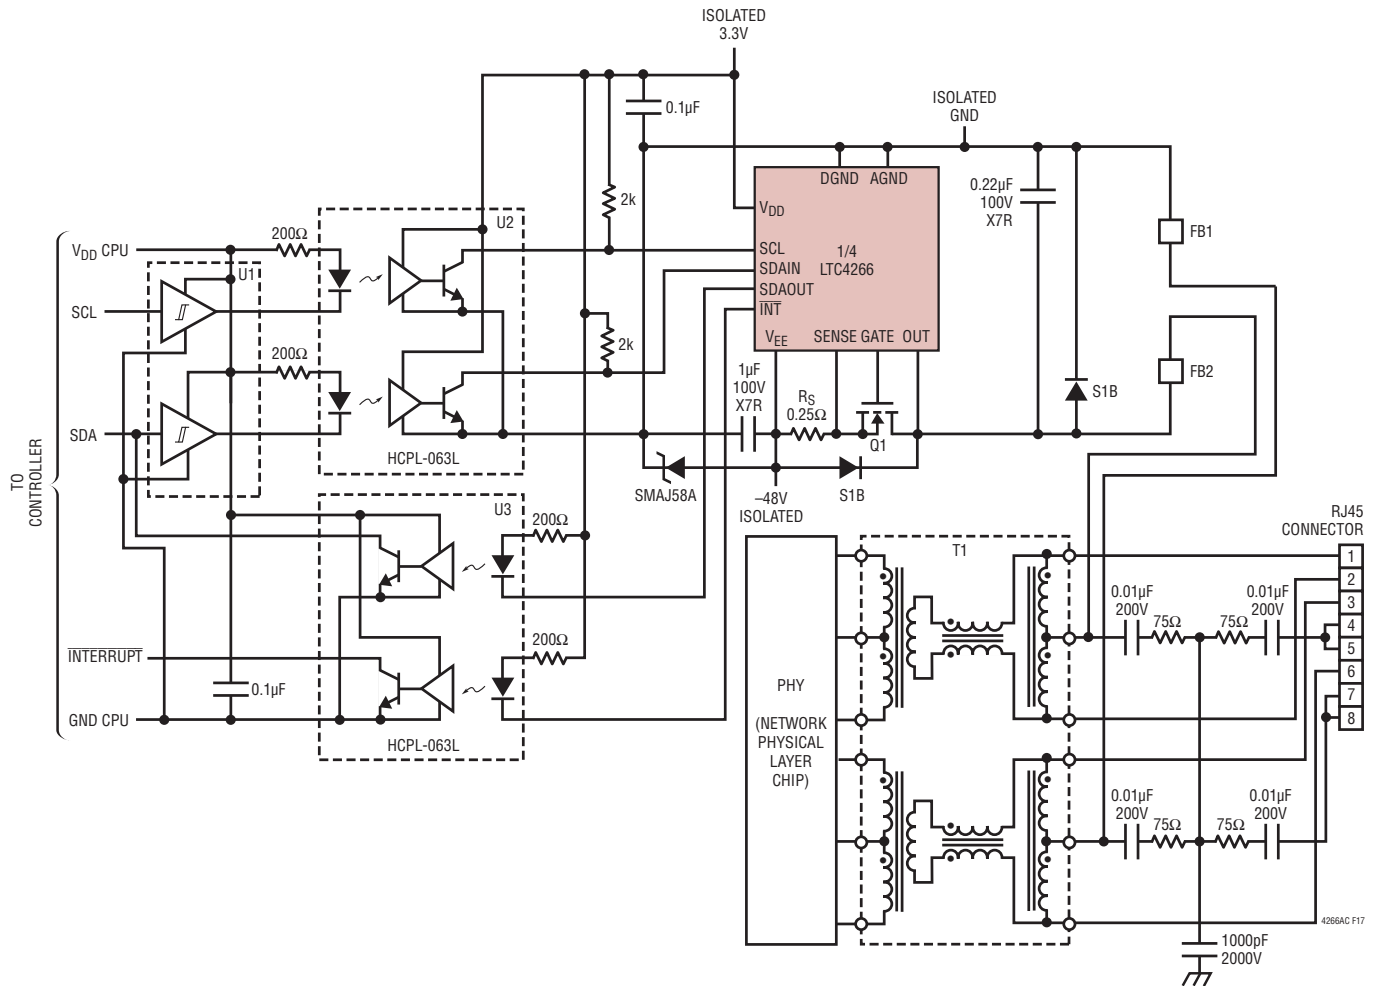 ISOLATED
3.3V
0.1µF
ISOLATED
GND
DGND AGND
0.22µF
100V
X7R
2k
VDD
U2
200Ω
VDD CPU
FB1
SCL
1/4
LTC4266
SDAIN
U1
SDAOUT
INT
SCL
VEE
SENSE GATE OUT
2k
200Ω
1µF
100V
X7R
FB2
RS
0.25Ω
S1B
SDA
Q1
HCPL-063L
TO
CONTROLLER
SMAJ58A
–48V
ISOLATED
S1B
U3
200Ω
RJ45
CONNECTOR
T1
1
2
3
4
5
6
7
8
0.01µF
200V
75Ω
75Ω
0.01µF
200V
200Ω
INTERRUPT
0.1µF
PHY
(NETWORK
PHYSICAL
LAYER
CHIP)
GND CPU
HCPL-063L
0.01µF
200V
75Ω
75Ω
0.01µF
200V
4266AC F17
1000pF
2000V